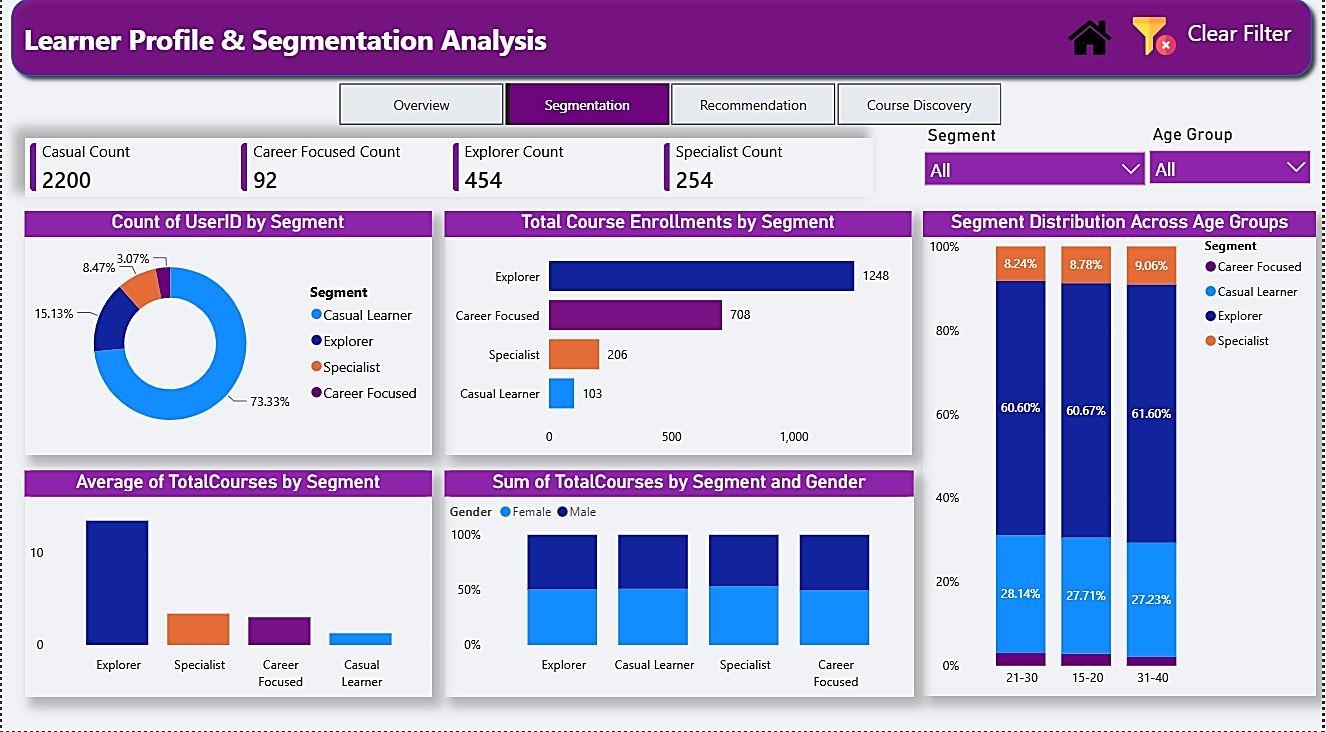 Learner Profile & Segmentation Analysis
Clear Filter
Overview
Segmentation
Recommendation
Course Discovery
Casual Count
2200
Career Focused Count
92
Explorer Count
454
Specialist Count
254
Segment
All
Age Group
All
Count of UserID by Segment
3.07%
8.47%
15.13%
73.33%
Segment
Casual Learner
Explorer
Specialist
Career Focused
Total Course Enrollments by Segment
Explorer
1248
Career Focused
708
Specialist
206
Casual Learner
103
0
500
1,000
Segment Distribution Across Age Groups
100%
80%
60%
40%
20%
0%
8.24%
8.78%
9.06%
60.60%
60.67%
61.60%
28.14%
27.71%
27.23%
21-30
15-20
31-40
Segment
Career Focused
Casual Learner
Explorer
Specialist
Average of TotalCourses by Segment
10
0
Explorer
Specialist
Career
Focused
Casual
Learner
Sum of TotalCourses by Segment and Gender
Gender
Female
Male
100%
50%
0%
Explorer
Casual Learner
Specialist
Career
Focused